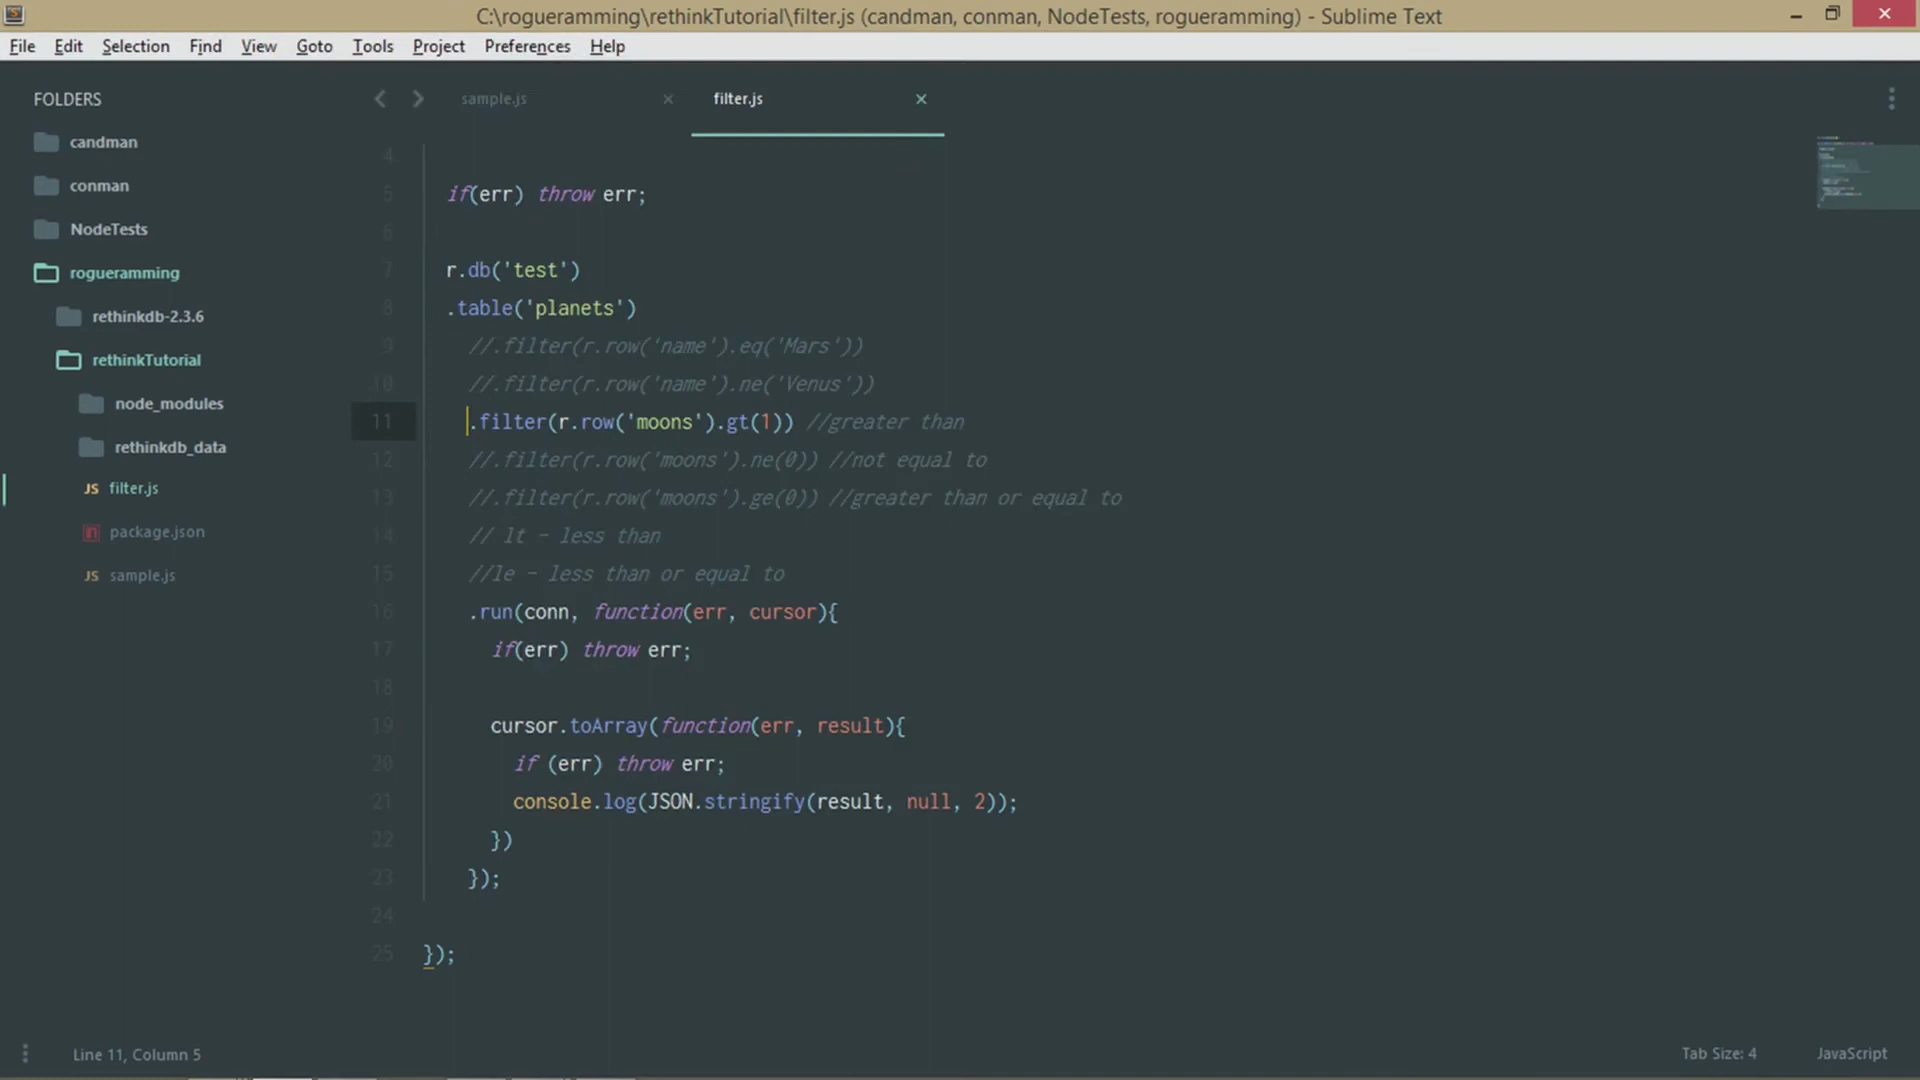 C:\rogueramming\rethinkTutorial\filter.js (candman, conman, NodeTests, rogueramming) - Sublime Text
File Edit Selection Find View Goto Tools Project Preferences Help
FOLDERS
candman
conman
NodeTests
rogueramming
rethinkdb-2.3.6
rethinkTutorial
node_modules
rethinkdb_data
JS filter.js
n package.json
JS sample.js
sample.js × filter.js ×
4
5 if(err) throw err;
6
7 r.db('test')
8 .table('planets')
9 //.filter(r.row('name').eq('Mars'))
10 //.filter(r.row('name').ne('Venus'))
11 .filter(r.row('moons').gt(1)) //greater than
12 //.filter(r.row('moons').ne(0)) //not equal to
13 //.filter(r.row('moons').ge(0)) //greater than or equal to
14 // lt - less than
15 //le - less than or equal to
16 .run(conn, function(err, cursor){
17 if(err) throw err;
18
19 cursor.toArray(function(err, result){
20 if (err) throw err;
21 console.log(JSON.stringify(result, null, 2));
22 })
23 });
24
25 });
Line 11, Column 5
Tab Size: 4 JavaScript